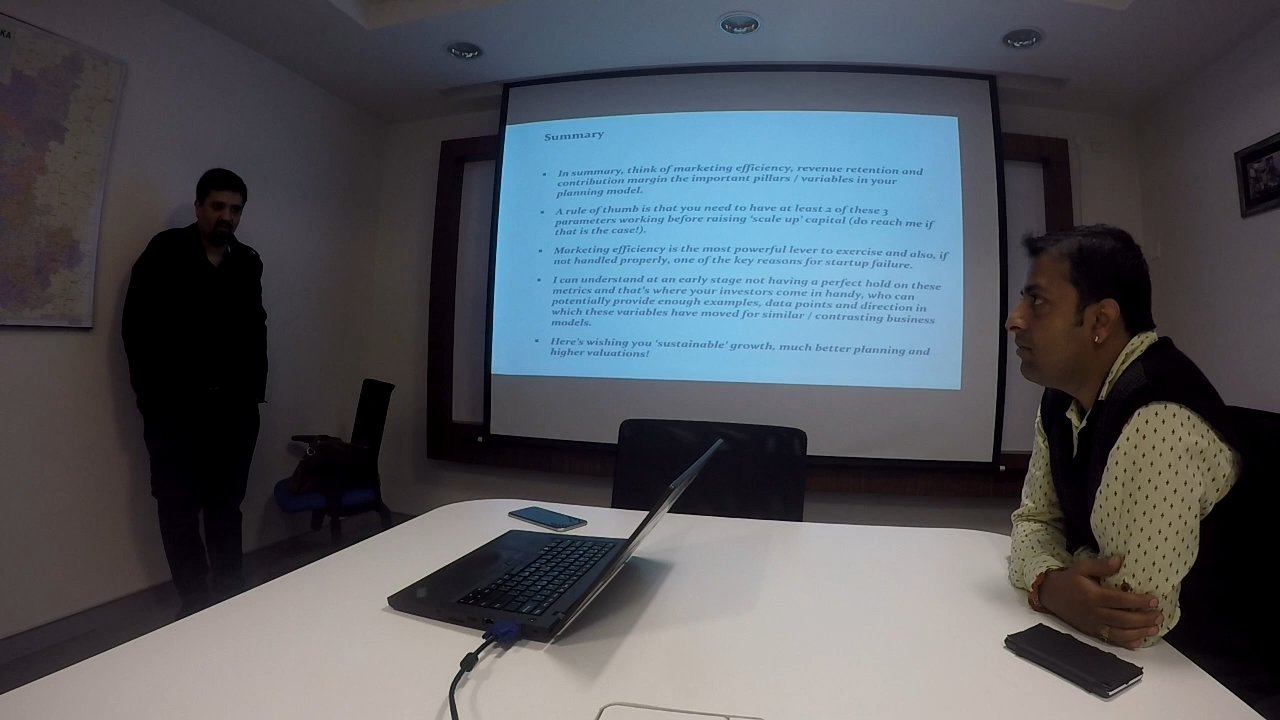 KA
Summary
In summary, think of marketing efficiency, revenue retention and
contribution margin the important pillars / variables in your
planning model.
A rule of thumb is that you need to have at least 2 of these 3
parameters working before raising 'scale up' capital (do reach me if
that is the case!).
Marketing efficiency is the most powerful lever to exercise and also, if
not handled properly, one of the key reasons for startup failure.
I can understand at an early stage not having a perfect hold on these
metrics and that's where your investors come in handy, who can
potentially provide enough examples, data points and direction in
which these variables have moved for similar / contrasting business
models.
Here's wishing you 'sustainable' growth, much better planning and
higher valuations!